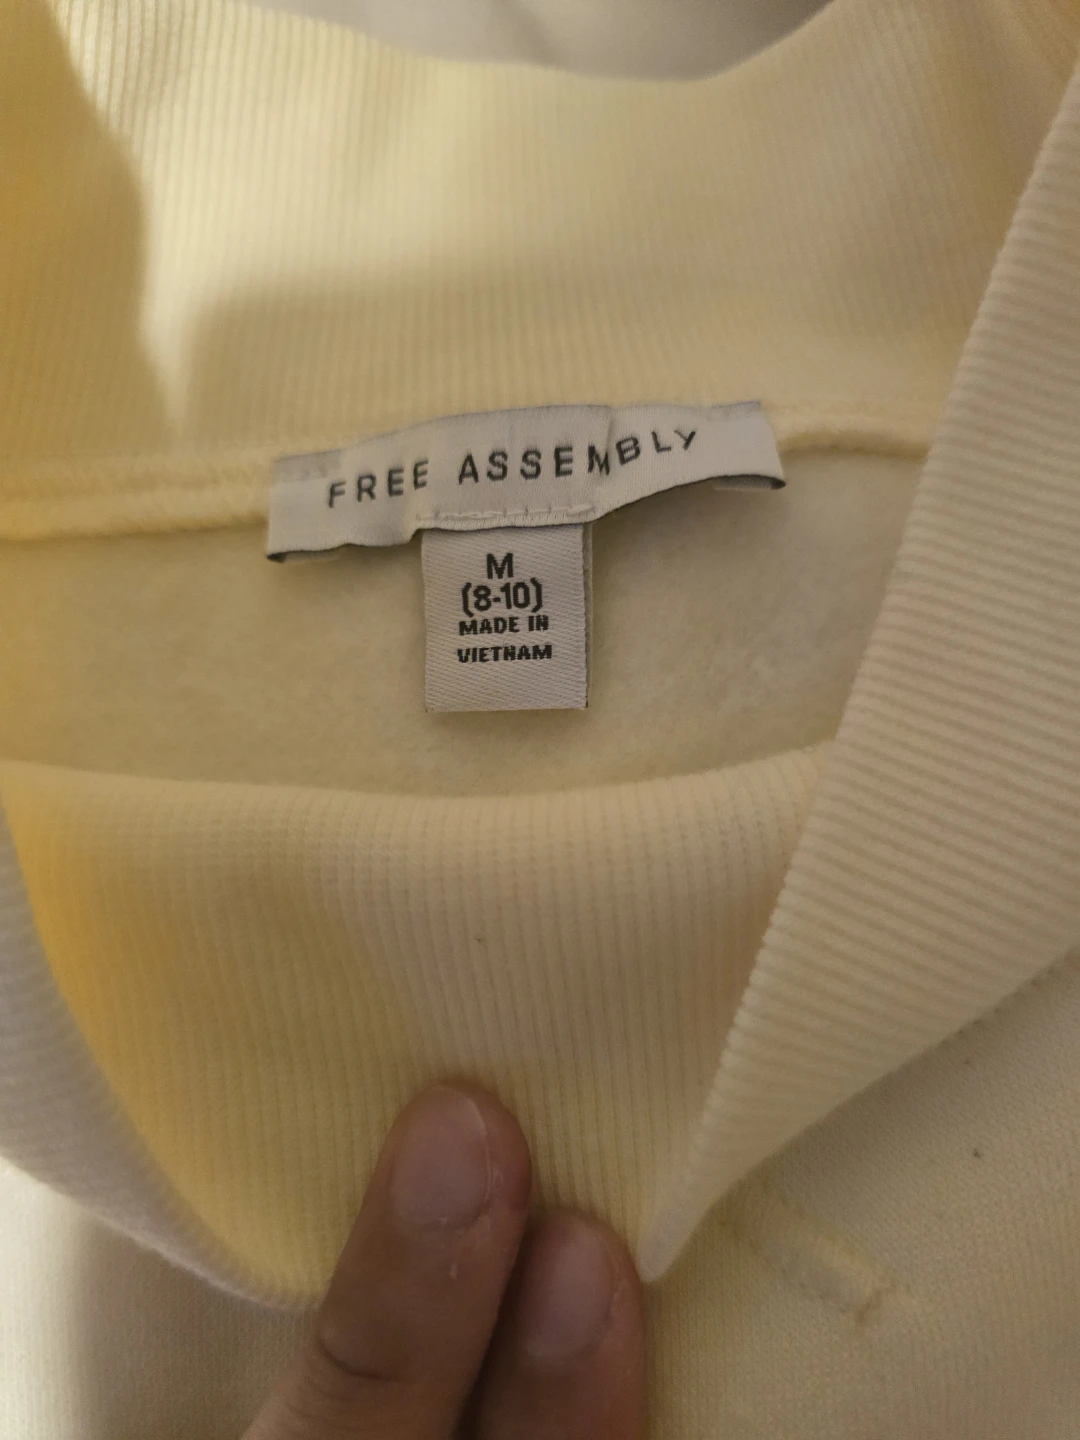 FREE ASSEMBLY
M
(8-10)
MADE IN
VIETNAM